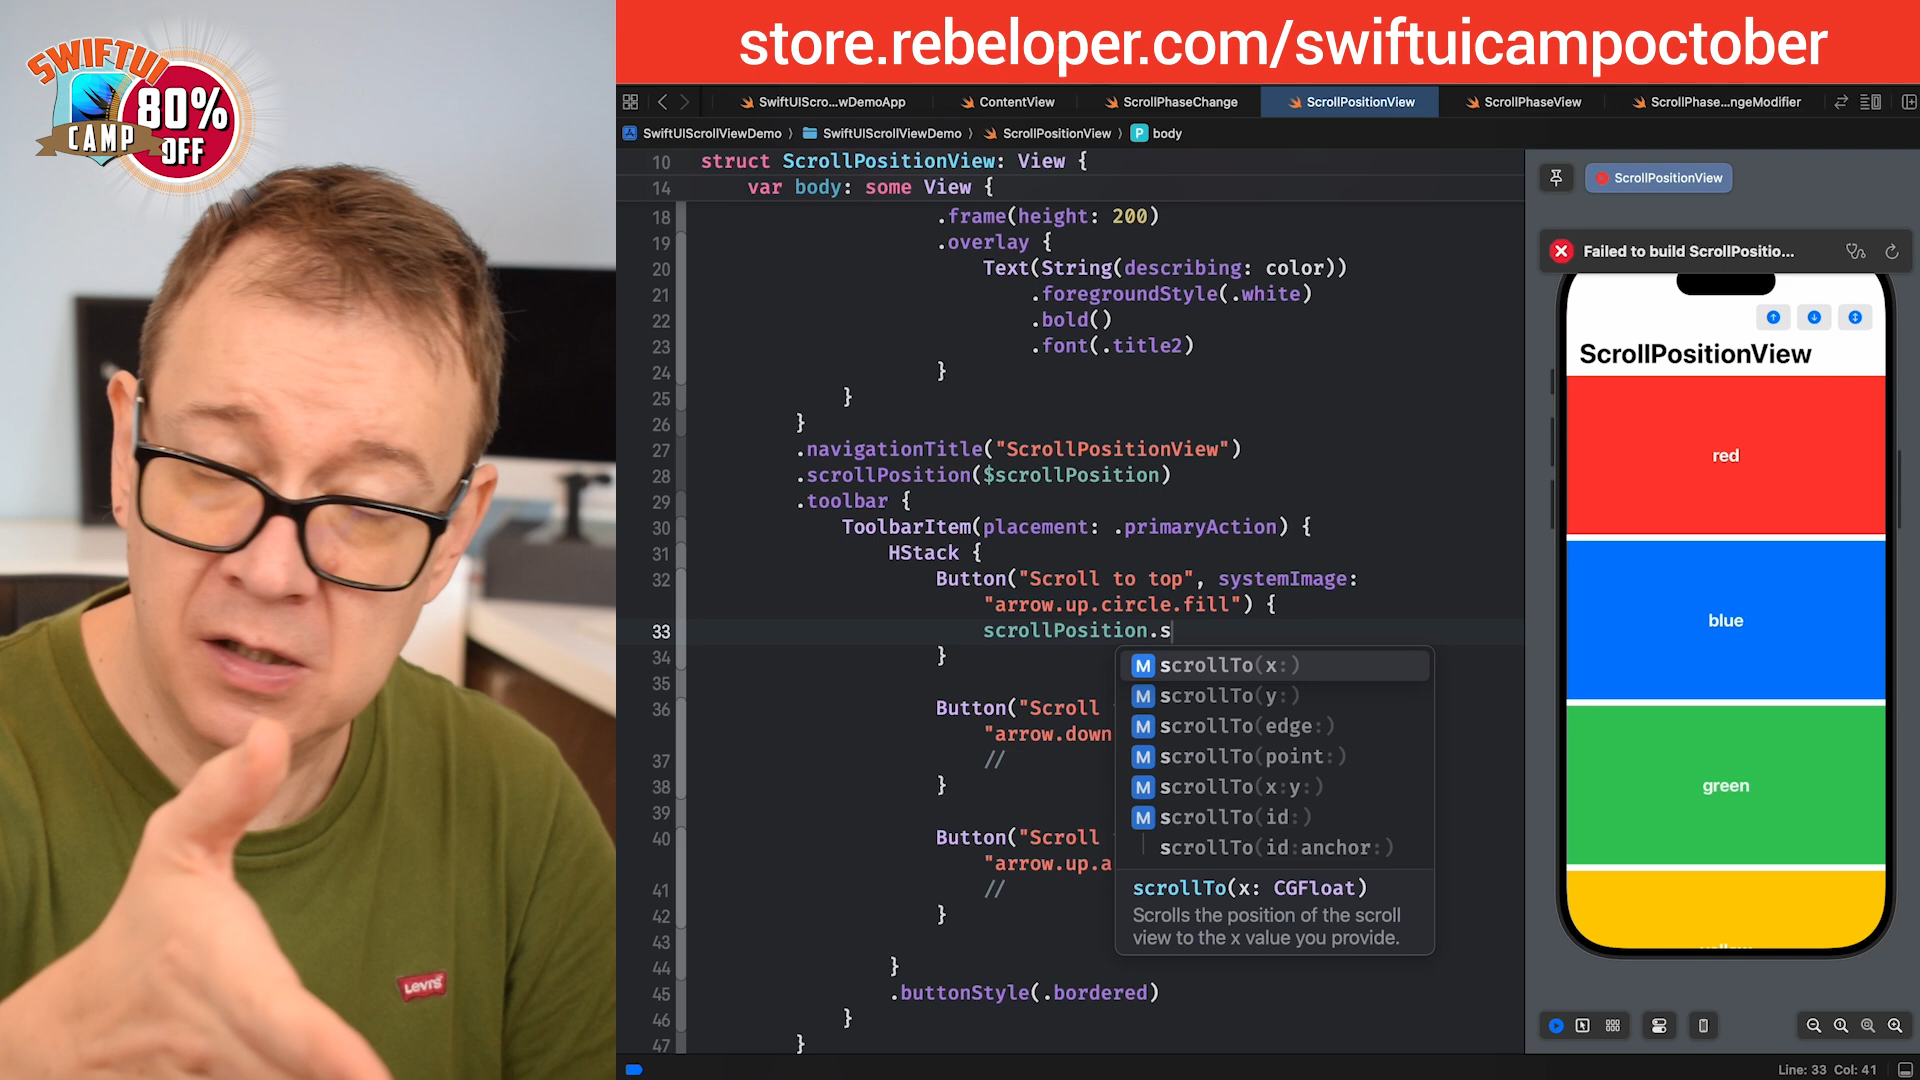 SWIFTUI
CAMP
80%
OFF
store.rebeloper.com/swiftuicampoctober
SwiftUIScro...wDemoApp
ContentView
ScrollPhaseChange
ScrollPositionView
ScrollPhaseView
ScrollPhase...ngeModifier
SwiftUIScrollViewDemo
SwiftUIScrollViewDemo
ScrollPositionView
P body
10 struct ScrollPositionView: View {
14 var body: some View {
18 .frame(height: 200)
19 .overlay {
20 Text(String(describing: color))
21 .foregroundStyle(.white)
22 .bold()
23 .font(.title2)
24 }
25 }
26 }
27 .navigationTitle("ScrollPositionView")
28 .scrollPosition($scrollPosition)
29 .toolbar {
30 ToolbarItem(placement: .primaryAction) {
31 HStack {
32 Button("Scroll to top", systemImage:
"arrow.up.circle.fill") {
33 scrollPosition.s
34 }
35
36 Button("Scroll
"arrow.down
37 //
38 }
39
40 Button("Scroll
"arrow.up.a
41 //
42 }
43
44 }
45 .buttonStyle(.bordered)
46 }
47 }
M scrollTo(x:)
M scrollTo(y:)
M scrollTo(edge:)
M scrollTo(point:)
M scrollTo(x:y:)
M scrollTo(id:)
scrollTo(id:anchor:)
scrollTo(x: CGFloat)
Scrolls the position of the scroll
view to the x value you provide.
ScrollPositionView
Failed to build ScrollPositio...
ScrollPositionView
red
blue
green
Levi's
Line: 33 Col: 41